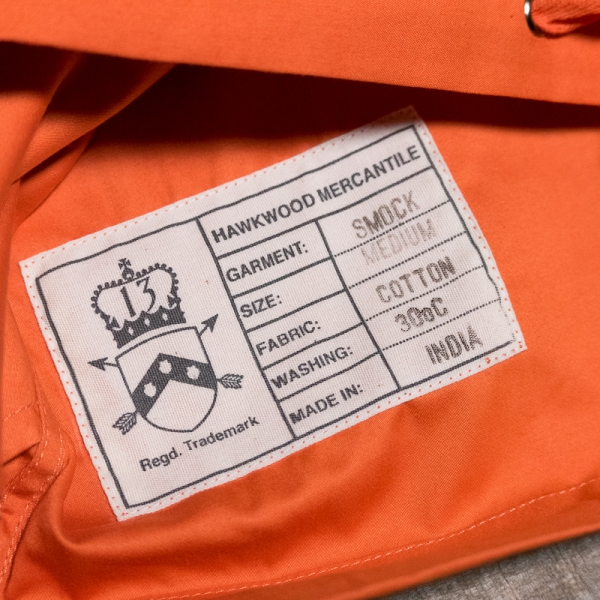 HAWKWOOD MERCANTILE
GARMENT: SMOCK
SIZE: MEDIUM
FABRIC: COTTON
WASHING: 30oC
MADE IN: INDIA
13
Regd. Trademark